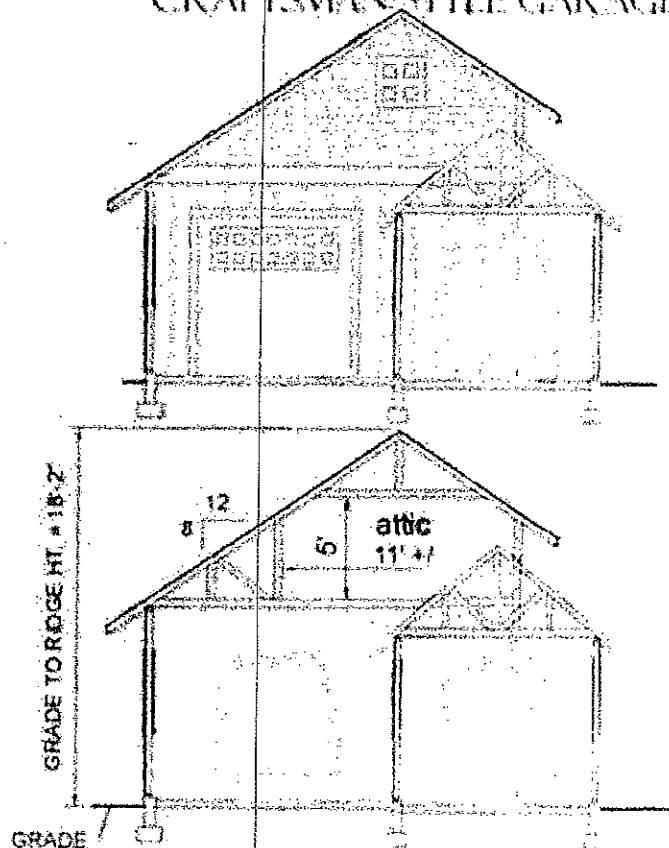 CRAFTSMAN STYLE GARAGE
GRADE TO RIDGE HT. = 18'-2"
12
8
5'
attic
11' +/-
GRADE